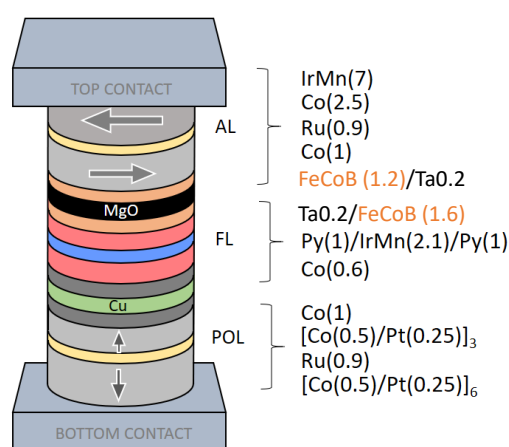 TOP CONTACT
AL
IrMn(7)
Co(2.5)
Ru(0.9)
Co(1)
FeCoB (1.2)/Ta0.2
MgO
FL
Ta0.2/FeCoB (1.6)
Py(1)/IrMn(2.1)/Py(1)
Co(0.6)
Cu
POL
Co(1)
[Co(0.5)/Pt(0.25)]₃
Ru(0.9)
[Co(0.5)/Pt(0.25)]₆
BOTTOM CONTACT